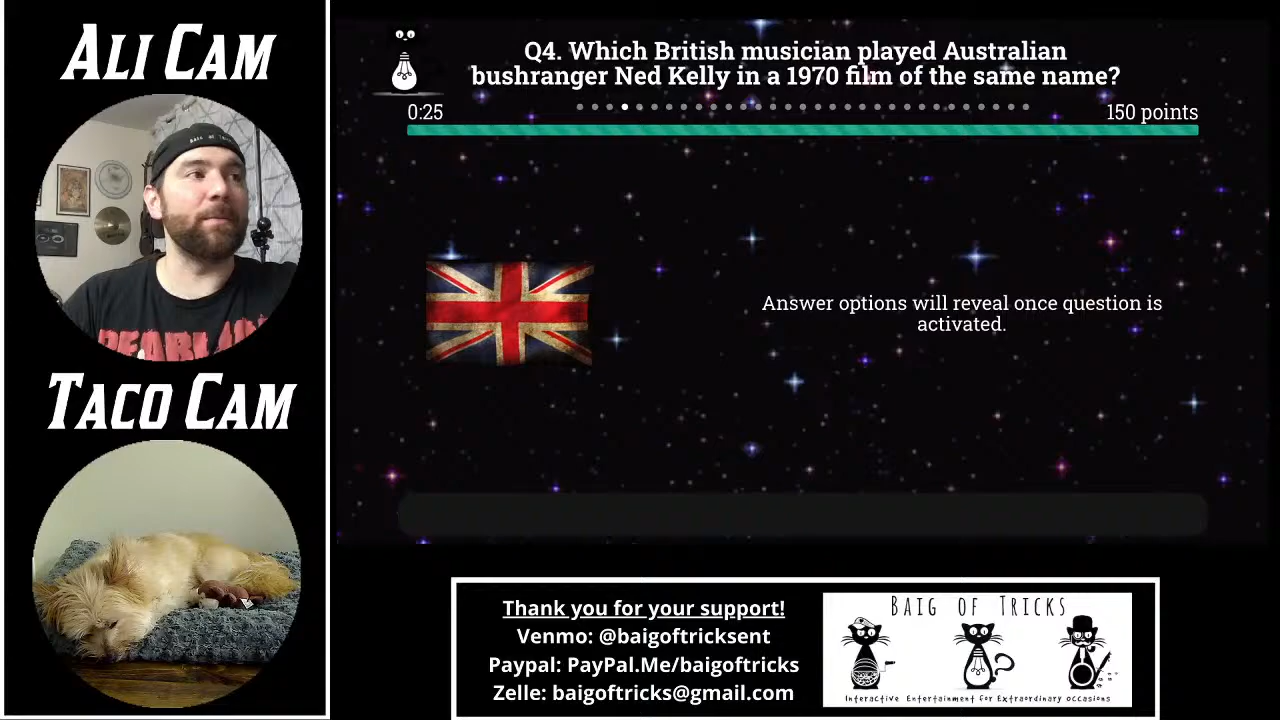 ALI CAM
TACO CAM
Q4. Which British musician played Australian
bushranger Ned Kelly in a 1970 film of the same name?
0:25
150 points
Answer options will reveal once question is
activated.
Thank you for your support!
Venmo: @baigoftricksent
Paypal: PayPal.Me/baigoftricks
Zelle: baigoftricks@gmail.com
BAIG OF TRICKS
Interactive Entertainment for Extraordinary occasions